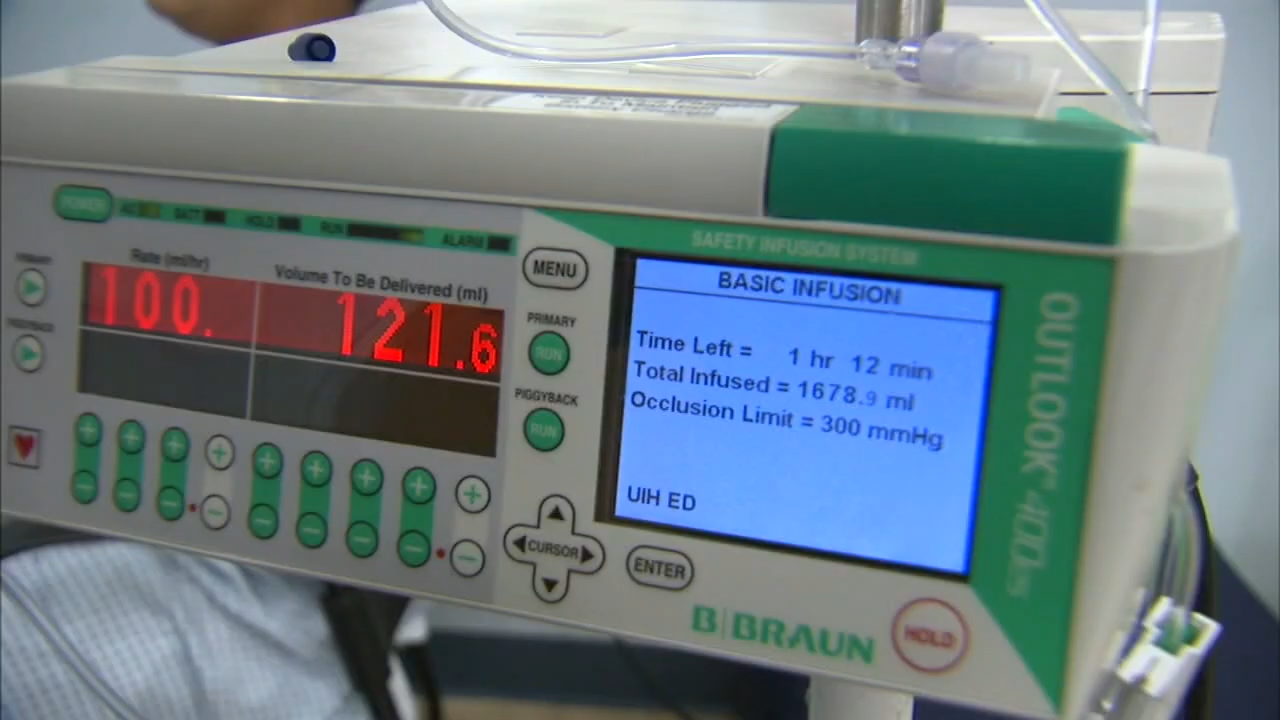 POWER
AC BATT HOLD RUN ALARM
SAFETY INFUSION SYSTEM
Rate (ml/hr) Volume To Be Delivered (ml)
100. 121.6
PRIMARY
PIGGYBACK
MENU
PRIMARY
RUN
PIGGYBACK
RUN
BASIC INFUSION
Time Left = 1 hr 12 min
Total Infused = 1678.9 ml
Occlusion Limit = 300 mmHg
UIH ED
OUTLOOK 400ES
CURSOR
ENTER
B|BRAUN
HOLD